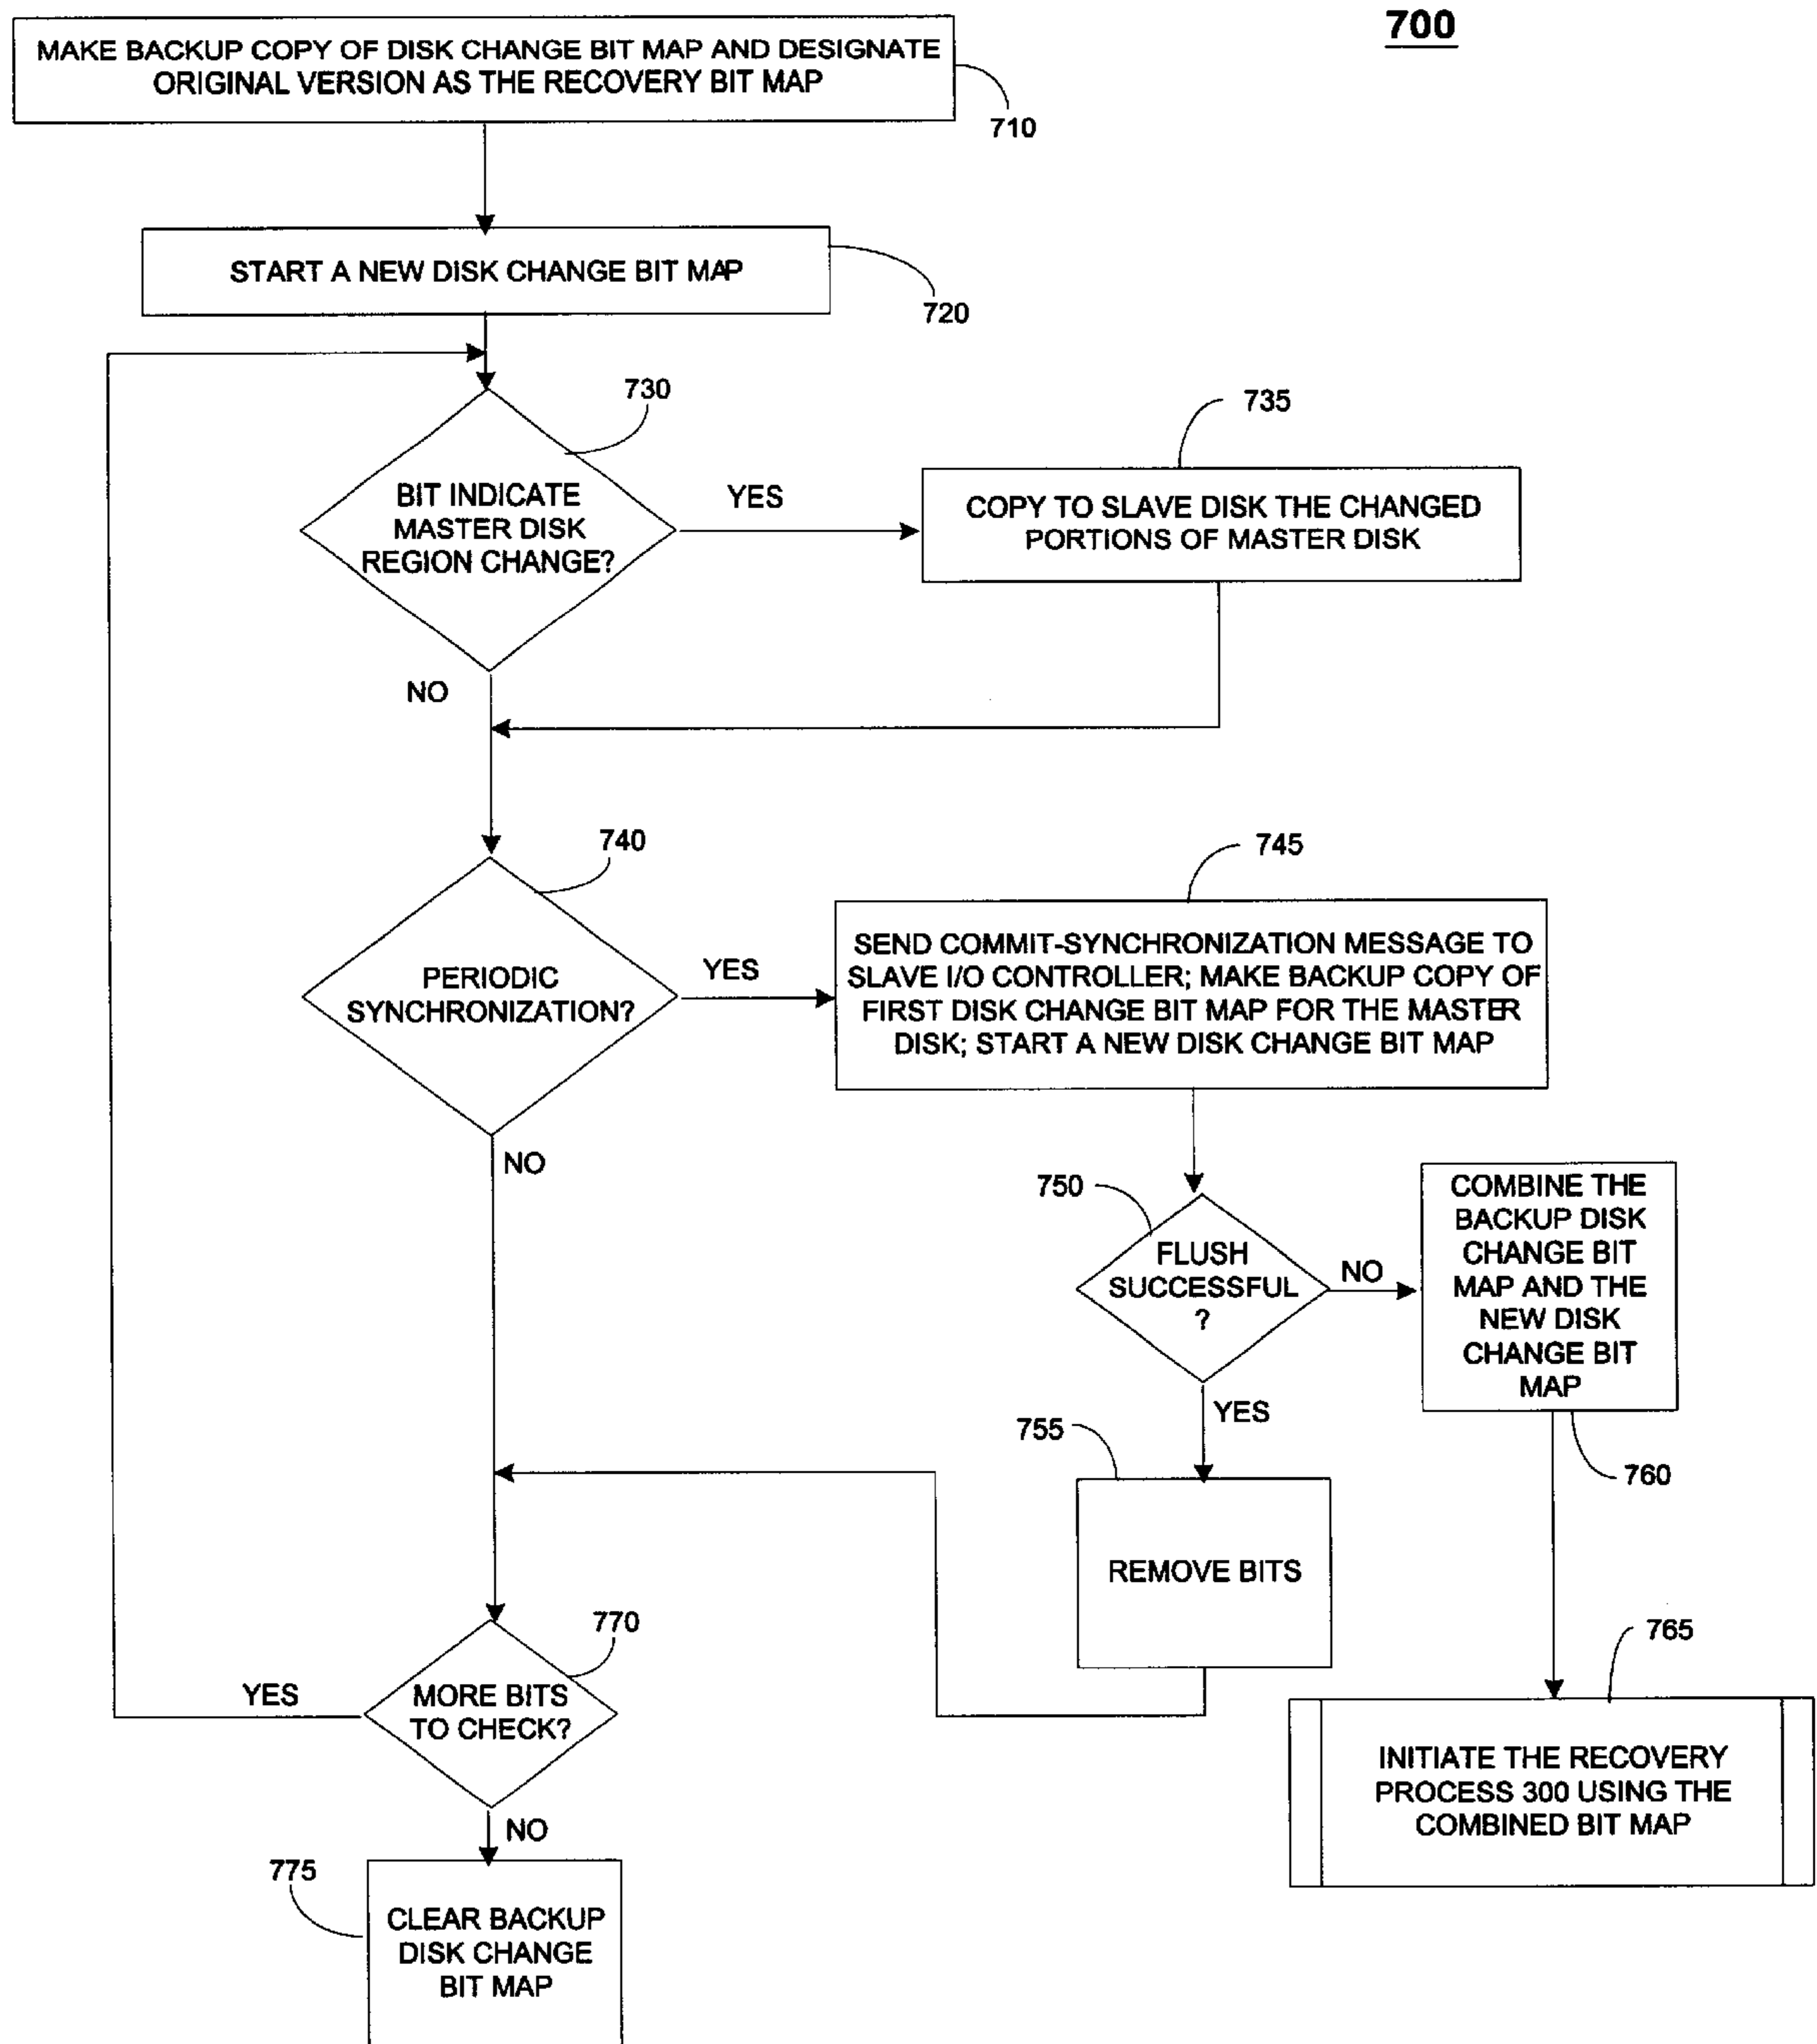 700
MAKE BACKUP COPY OF DISK CHANGE BIT MAP AND DESIGNATE
ORIGINAL VERSION AS THE RECOVERY BIT MAP
710
START A NEW DISK CHANGE BIT MAP
720
730
BIT INDICATE
MASTER DISK
REGION CHANGE?
YES
NO
735
COPY TO SLAVE DISK THE CHANGED
PORTIONS OF MASTER DISK
740
PERIODIC
SYNCHRONIZATION?
YES
NO
745
SEND COMMIT-SYNCHRONIZATION MESSAGE TO
SLAVE I/O CONTROLLER; MAKE BACKUP COPY OF
FIRST DISK CHANGE BIT MAP FOR THE MASTER
DISK; START A NEW DISK CHANGE BIT MAP
750
FLUSH
SUCCESSFUL
?
NO
YES
COMBINE THE
BACKUP DISK
CHANGE BIT
MAP AND THE
NEW DISK
CHANGE BIT
MAP
760
755
REMOVE BITS
765
INITIATE THE RECOVERY
PROCESS 300 USING THE
COMBINED BIT MAP
770
MORE BITS
TO CHECK?
YES
NO
775
CLEAR BACKUP
DISK CHANGE
BIT MAP